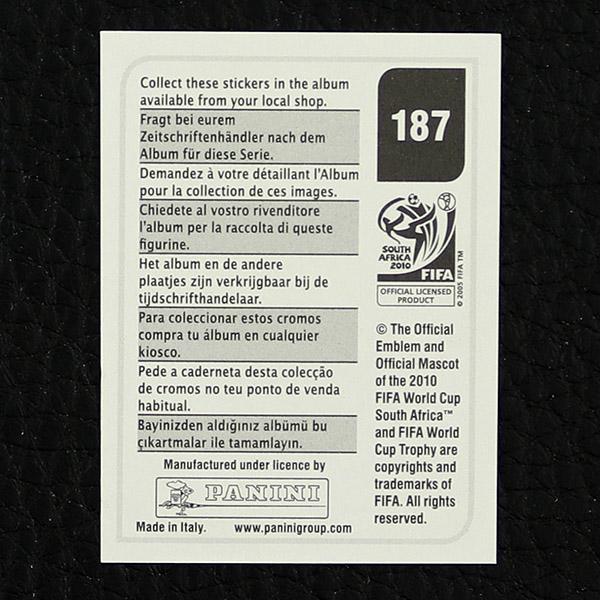 Collect these stickers in the album
available from your local shop.
Fragt bei eurem
Zeitschriftenhändler nach dem
Album für diese Serie.
Demandez à votre détaillant l'Album
pour la collection de ces images.
Chiedete al vostro rivenditore
l'album per la raccolta di queste
figurine.
Het album en de andere
plaatjes zijn verkrijgbaar bij de
tijdschrifthandelaar.
Para coleccionar estos cromos
compra tu álbum en cualquier
kiosco.
Pede a caderneta desta colecção
de cromos no teu ponto de venda
habitual.
Bayinizden aldığınız albümü bu
çıkartmalar ile tamamlayın.
Manufactured under licence by
PANINI
Made in Italy. www.paninigroup.com
187
SOUTH
AFRICA
2010
FIFA
OFFICIAL LICENSED
PRODUCT
© 2005 FIFA ™
© The Official
Emblem and
Official Mascot
of the 2010
FIFA World Cup
South Africa™
and FIFA World
Cup Trophy are
copyrights and
trademarks of
FIFA. All rights
reserved.